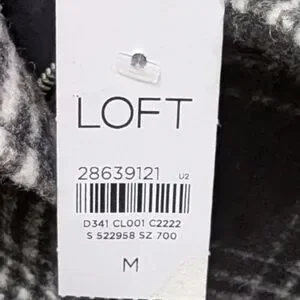 LOFT
28639121 U2
D341 CL001 C2222
S 522958 SZ 700
M